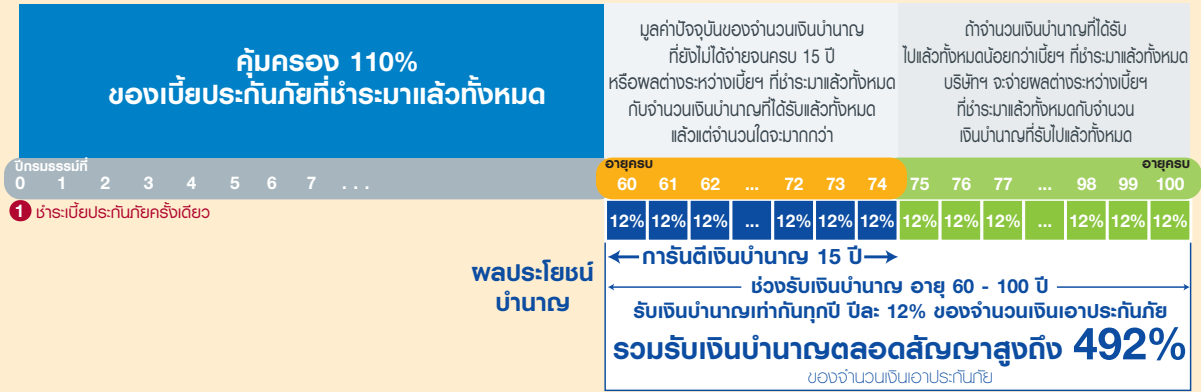 คุ้มครอง 110%
ของเบี้ยประกันภัยที่ชำระมาแล้วทั้งหมด
มูลค่าปัจจุบันของจำนวนเงินบำนาญ
ที่ยังไม่ได้จ่ายจนครบ 15 ปี
หรือผลต่างระหว่างเบี้ยฯ ที่ชำระมาแล้วทั้งหมด
กับจำนวนเงินบำนาญที่ได้รับแล้วทั้งหมด
แล้วแต่จำนวนใดจะมากกว่า
ถ้าจำนวนเงินบำนาญที่ได้รับ
ไปแล้วทั้งหมดน้อยกว่าเบี้ยฯ ที่ชำระมาแล้วทั้งหมด
บริษัทฯ จะจ่ายผลต่างระหว่างเบี้ยฯ
ที่ชำระมาแล้วทั้งหมดกับจำนวน
เงินบำนาญที่รับไปแล้วทั้งหมด
ปีกรมธรรม์ที่
0 1 2 3 4 5 6 7 ...
อายุครบ
อายุครบ
60 61 62 ... 72 73 74 75 76 77 ... 98 99 100
1 ชำระเบี้ยประกันภัยครั้งเดียว
12% 12% 12% ... 12% 12% 12% 12% 12% 12% ... 12% 12% 12%
ผลประโยชน์
บำนาญ
การันตีเงินบำนาญ 15 ปี
ช่วงรับเงินบำนาญ อายุ 60 - 100 ปี
รับเงินบำนาญเท่ากันทุกปี ปีละ 12% ของจำนวนเงินเอาประกันภัย
รวมรับเงินบำนาญตลอดสัญญาสูงถึง 492%
ของจำนวนเงินเอาประกันภัย